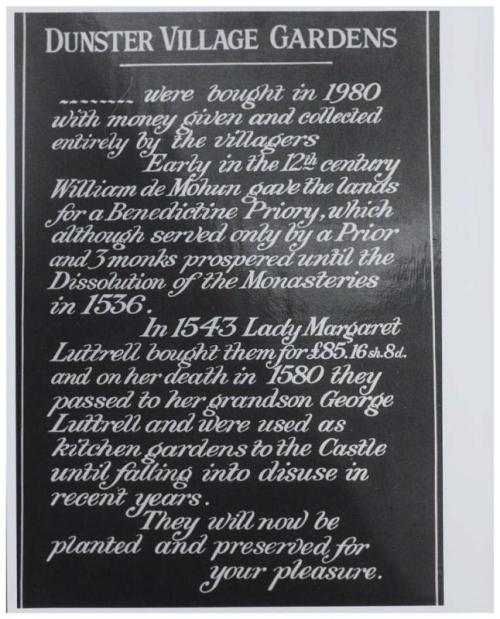 DUNSTER VILLAGE GARDENS
~~~~~~~~ were bought in 1980
with money given and collected
entirely by the villagers
Early in the 12th century
William de Mohun gave the lands
for a Benedictine Priory, which
although served only by a Prior
and 3 monks prospered until the
Dissolution of the Monasteries
in 1536.
In 1543 Lady Margaret
Luttrell bought them for £85.16sh.8d.
and on her death in 1580 they
passed to her grandson George
Luttrell and were used as
kitchen gardens to the Castle
until falling into disuse in
recent years.
They will now be
planted and preserved for
your pleasure.